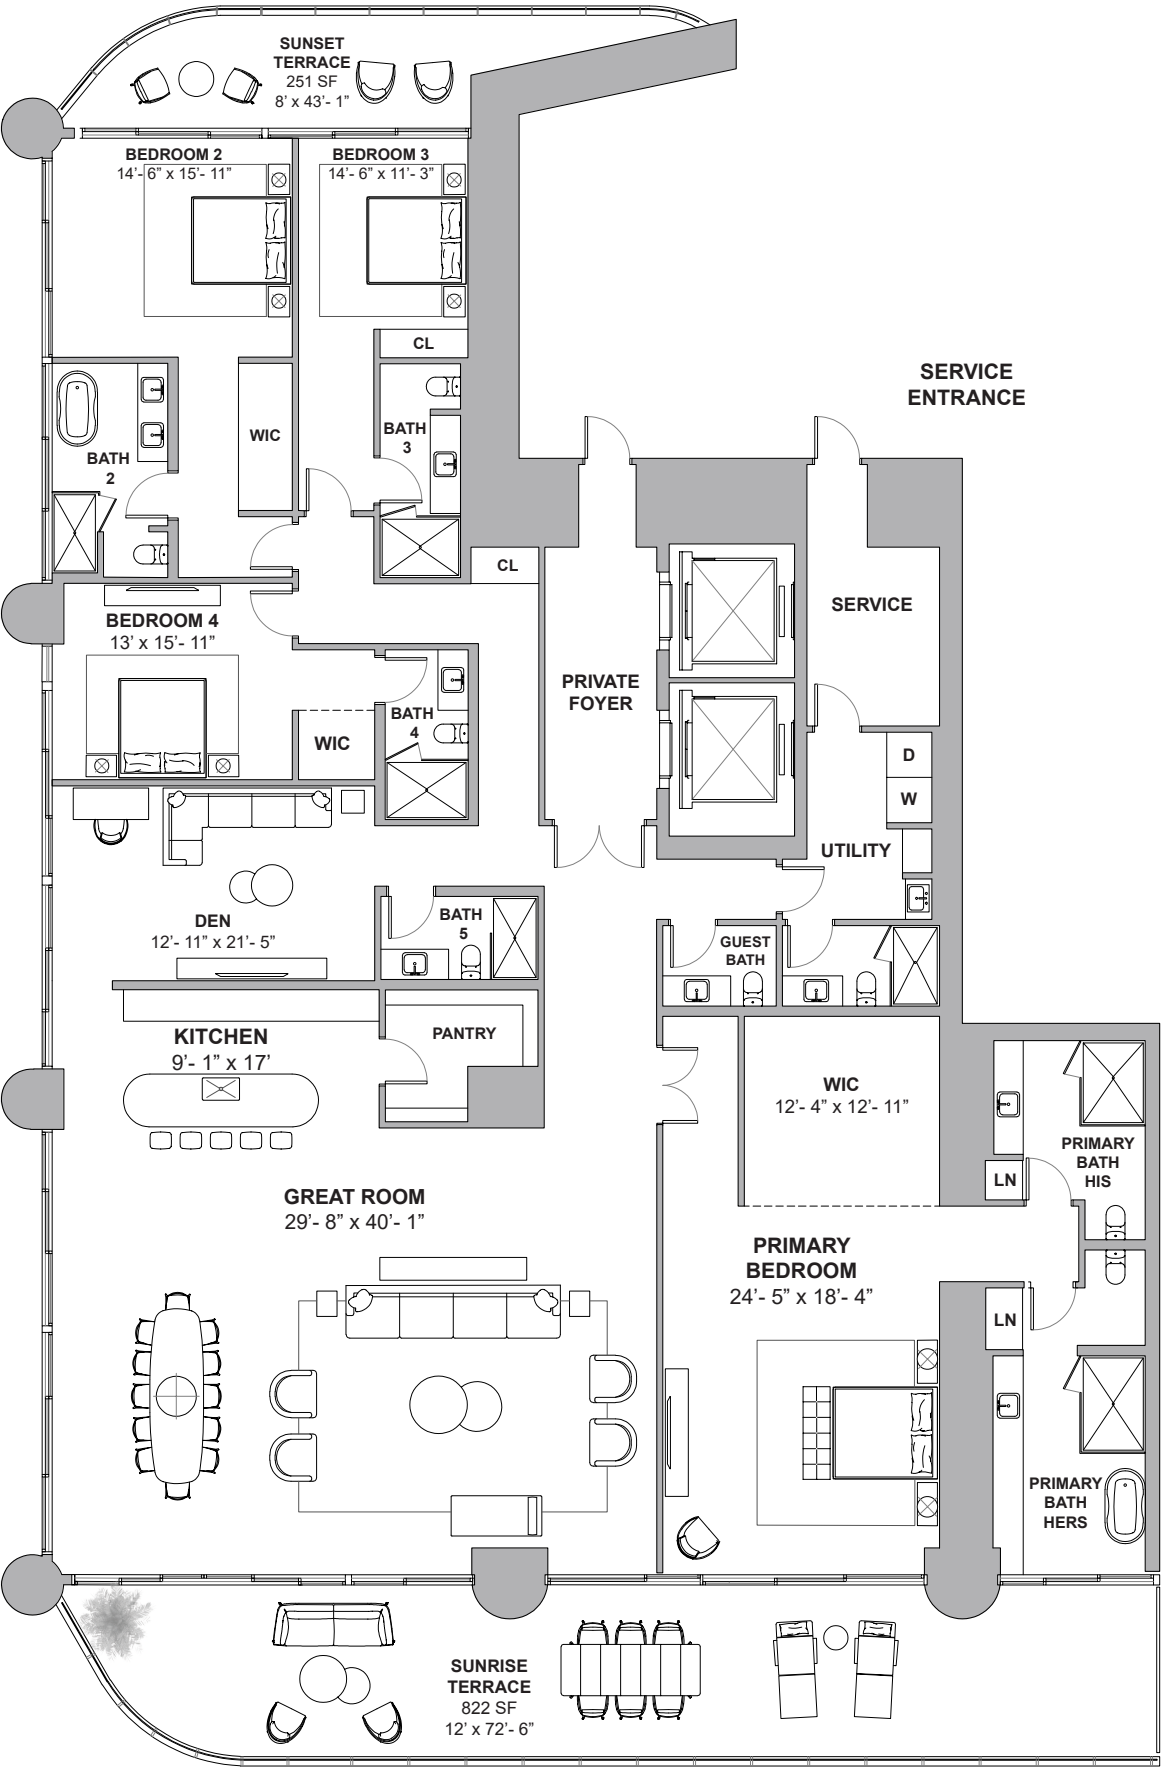 SUNSET
TERRACE
251 SF
8’ x 43’- 1”
BEDROOM 2
14’- 6” x 15’- 11”
BEDROOM 3
14’- 6” x 11’- 3”
CL
SERVICE
ENTRANCE
WIC
BATH
3
BATH
2
CL
SERVICE
BEDROOM 4
13’ x 15’- 11”
PRIVATE
FOYER
BATH
4
WIC
D
W
UTILITY
DEN
12’- 11” x 21’- 5”
BATH
5
GUEST
BATH
KITCHEN
9’- 1” x 17’
PANTRY
WIC
12’- 4” x 12’- 11”
PRIMARY
BATH
HIS
LN
GREAT ROOM
29’- 8” x 40’- 1”
PRIMARY
BEDROOM
24’- 5” x 18’- 4”
LN
PRIMARY
BATH
HERS
SUNRISE
TERRACE
822 SF
12’ x 72’- 6”